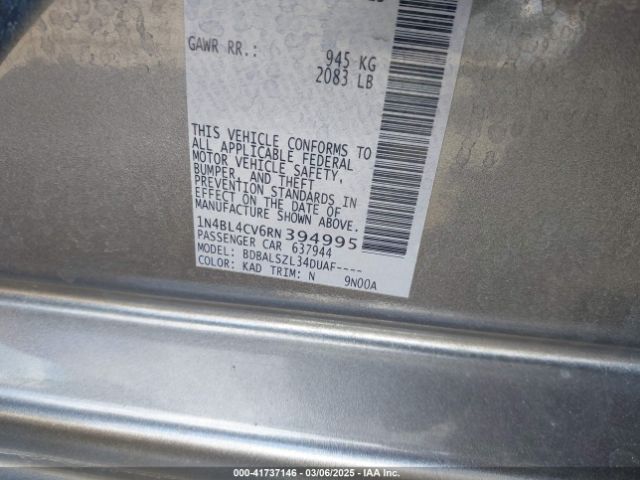 GAWR RR.: 945 KG
2083 LB
THIS VEHICLE CONFORMS TO
ALL APPLICABLE FEDERAL
MOTOR VEHICLE SAFETY,
BUMPER, AND THEFT
PREVENTION STANDARDS IN
EFFECT ON THE DATE OF
MANUFACTURE SHOWN ABOVE.
1N4BL4CV6RN394995
PASSENGER CAR 637944
MODEL: BDBALSZL34DUAF----
COLOR: KAD TRIM: N 9N00A
000-41737146 - 03/06/2025 - IAA Inc.